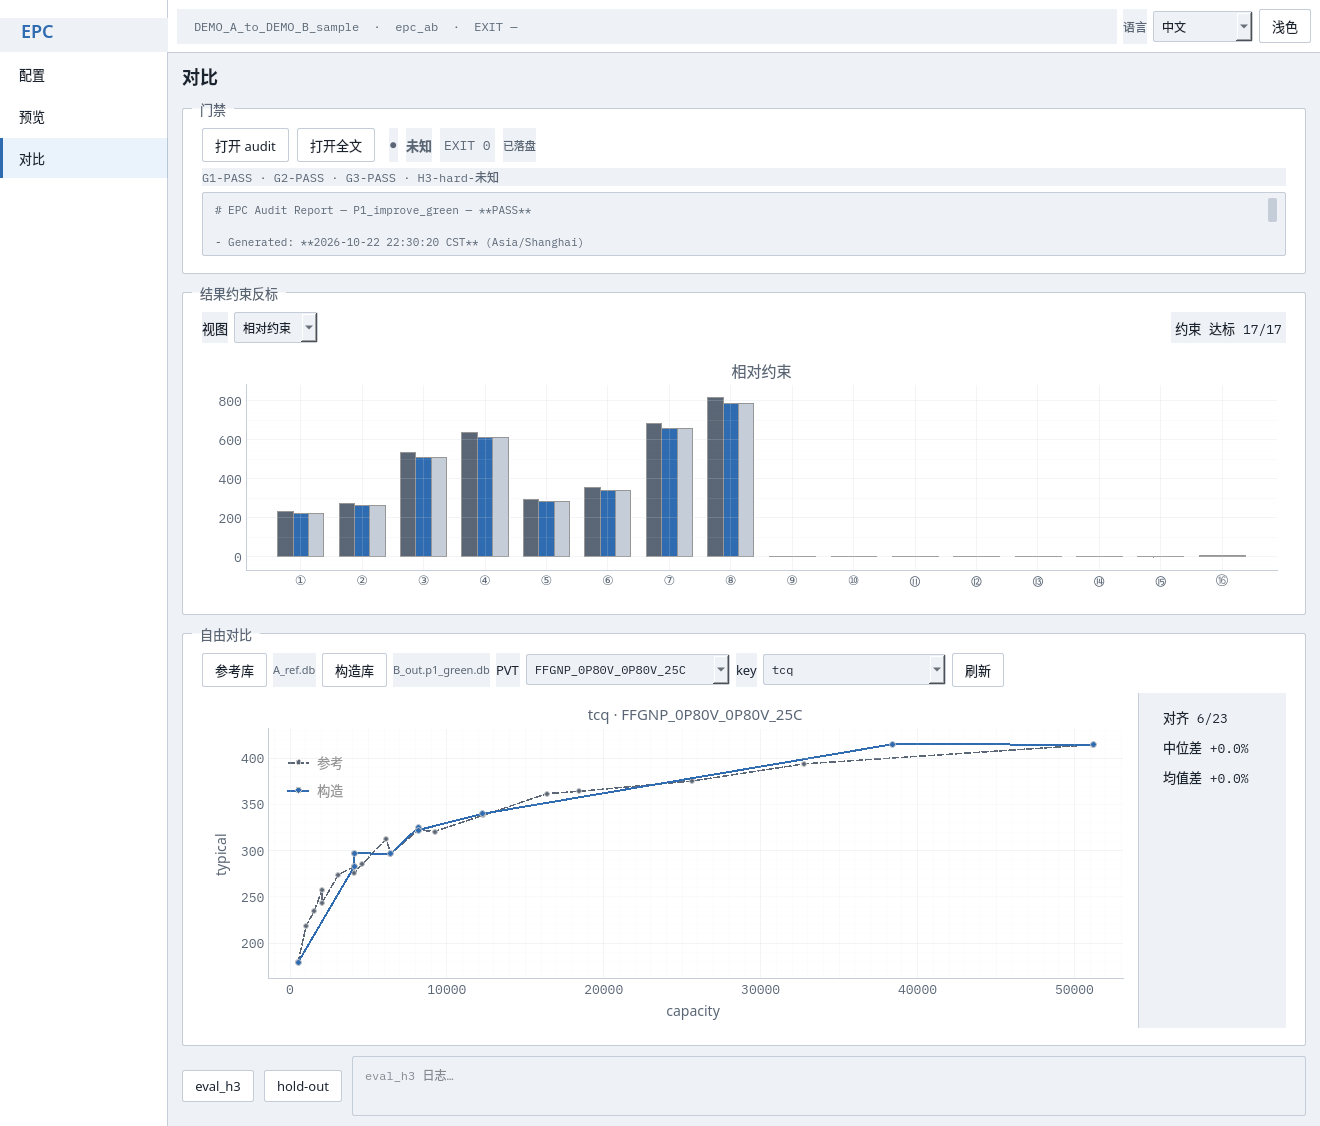 EPC
DEMO_A_to_DEMO_B_sample · epc_ab · EXIT —
语言
中文
浅色
配置
预览
对比
对比
门禁
打开 audit
打开全文
● 未知
EXIT 0
已落盘
G1-PASS · G2-PASS · G3-PASS · H3-hard-未知
# EPC Audit Report — P1_improve_green — **PASS**
- Generated: **2026-10-22 22:30:20 CST** (Asia/Shanghai)
结果约束反标
视图
相对约束
约束 达标 17/17
相对约束
800
600
400
200
0
① ② ③ ④ ⑤ ⑥ ⑦ ⑧ ⑨ ⑩ ⑪ ⑫ ⑬ ⑭ ⑮ ⑯
自由对比
参考库
A_ref.db
构造库
B_out.p1_green.db
PVT
FFGNP_0P80V_0P80V_25C
key
tcq
刷新
tcq · FFGNP_0P80V_0P80V_25C
参考
构造
typical
400
350
300
250
200
0 10000 20000 30000 40000 50000
capacity
对齐 6/23
中位差 +0.0%
均值差 +0.0%
eval_h3
hold-out
eval_h3 日志…